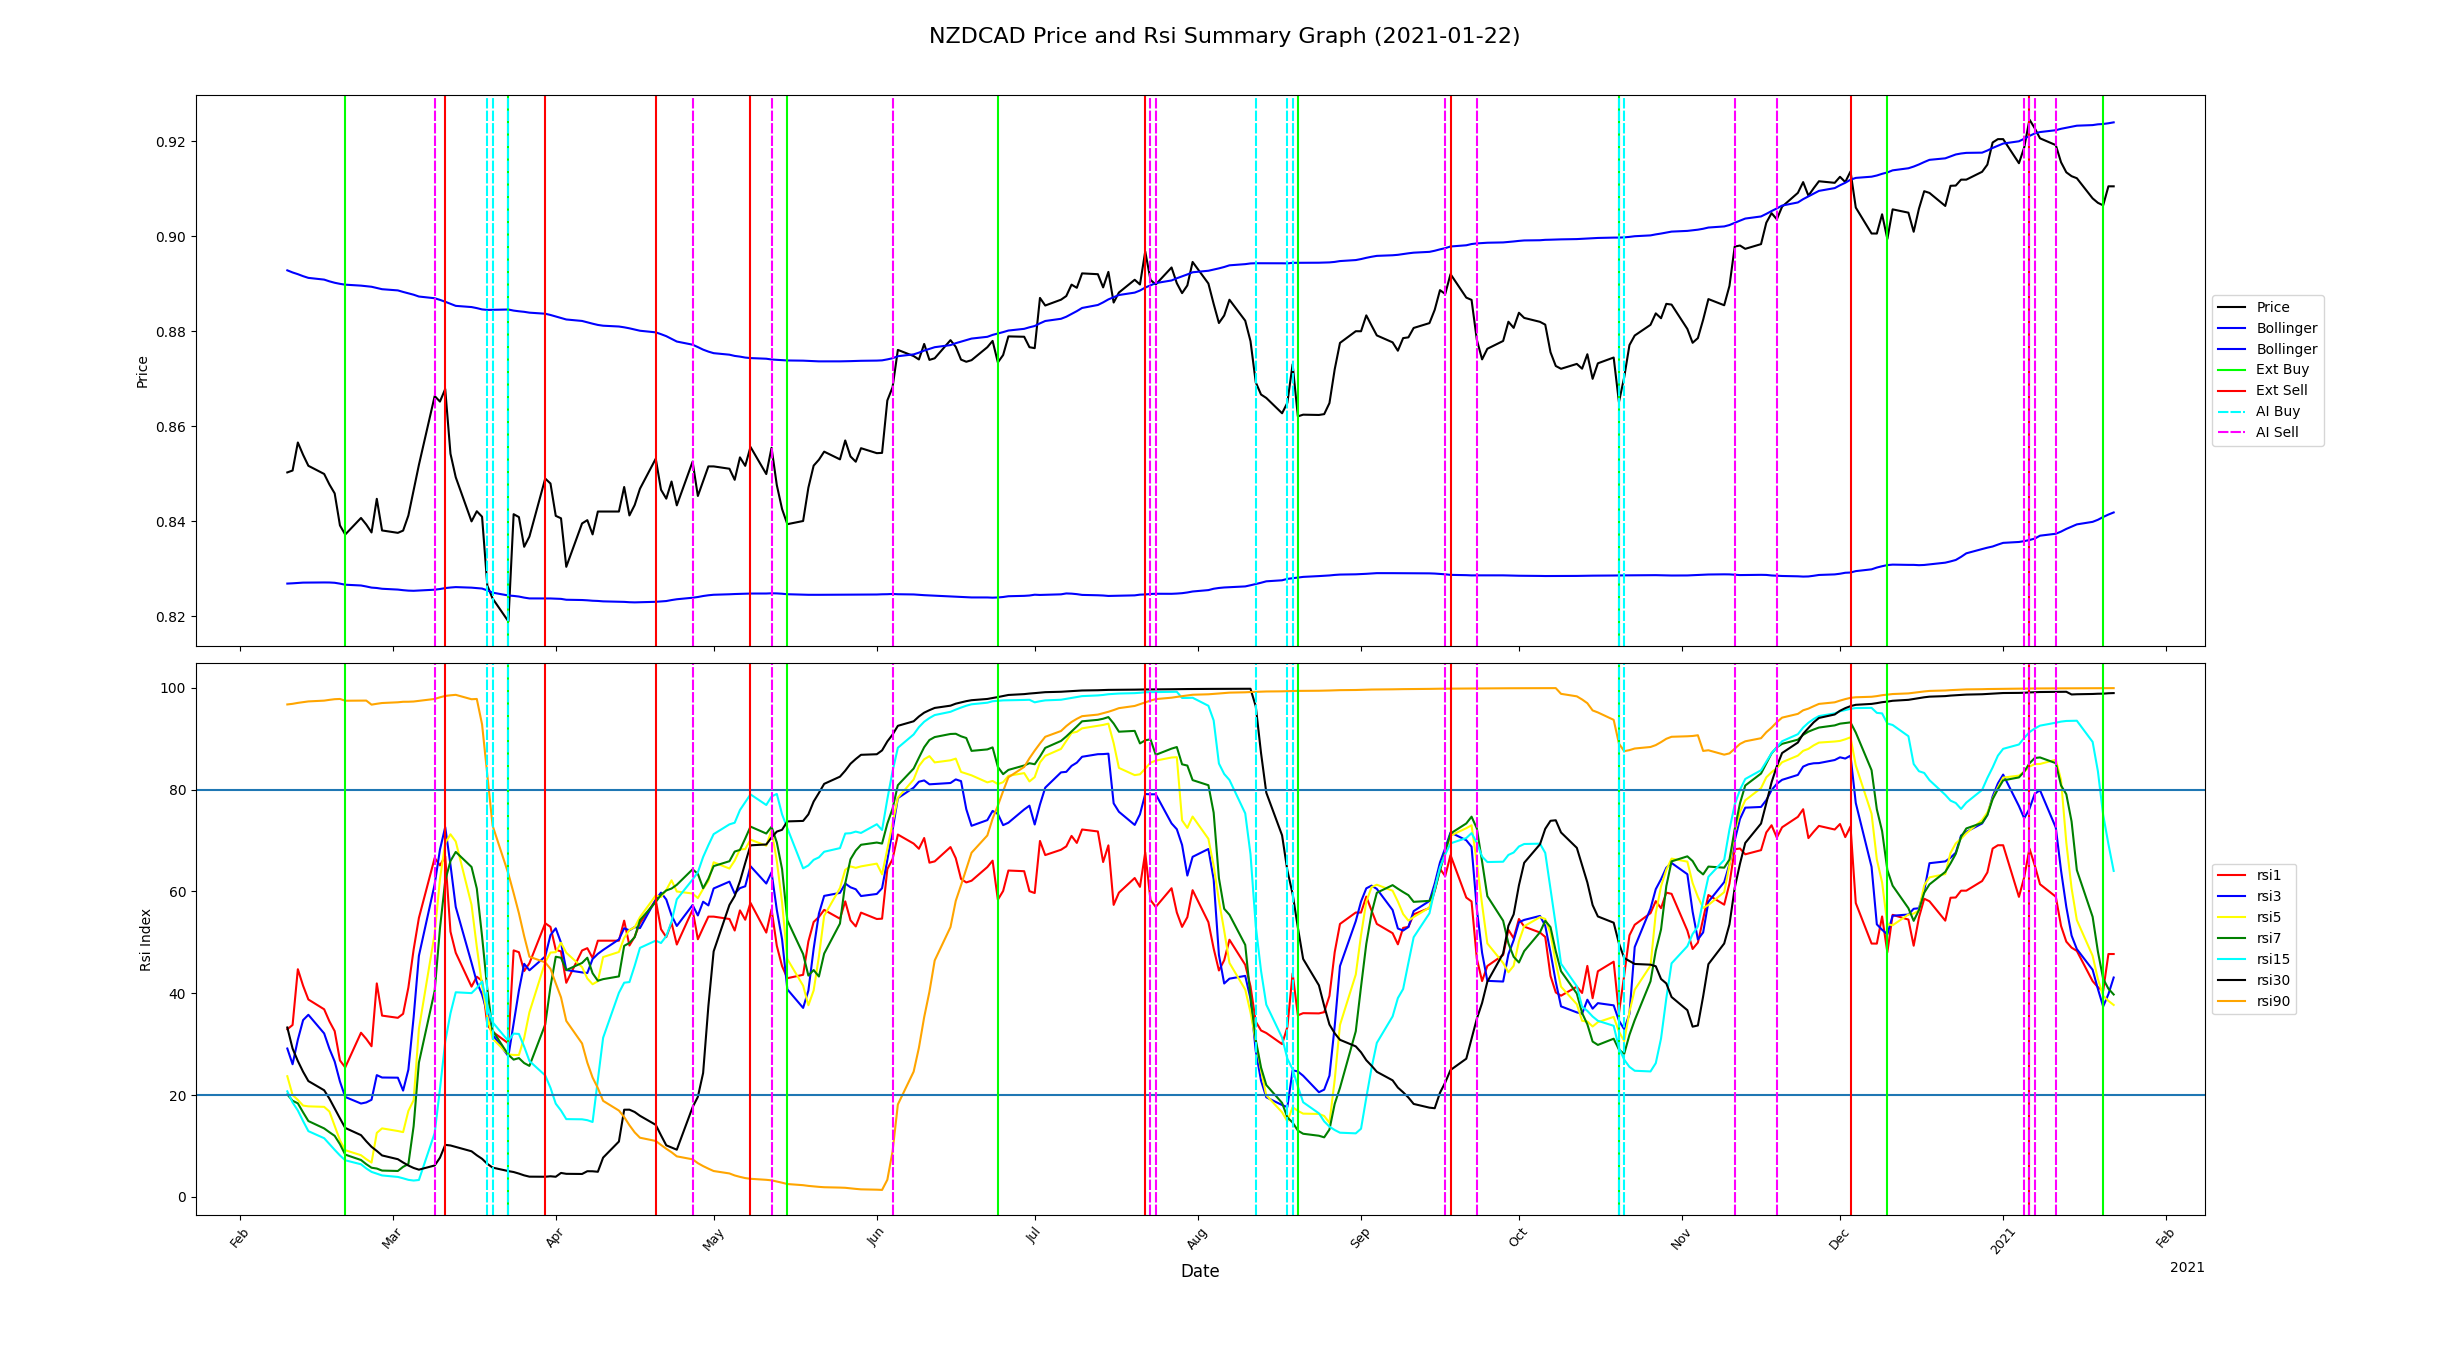 NZDCAD Price and Rsi Summary Graph (2021-01-22)
0.92
0.90
0.88
0.86
0.84
0.82
Price
Price
Bollinger
Bollinger
Ext Buy
Ext Sell
AI Buy
AI Sell
100
80
60
40
20
0
Rsi Index
rsi1
rsi3
rsi5
rsi7
rsi15
rsi30
rsi90
Feb Mar Apr May Jun Jul Aug Sep Oct Nov Dec 2021 Feb
Date
2021